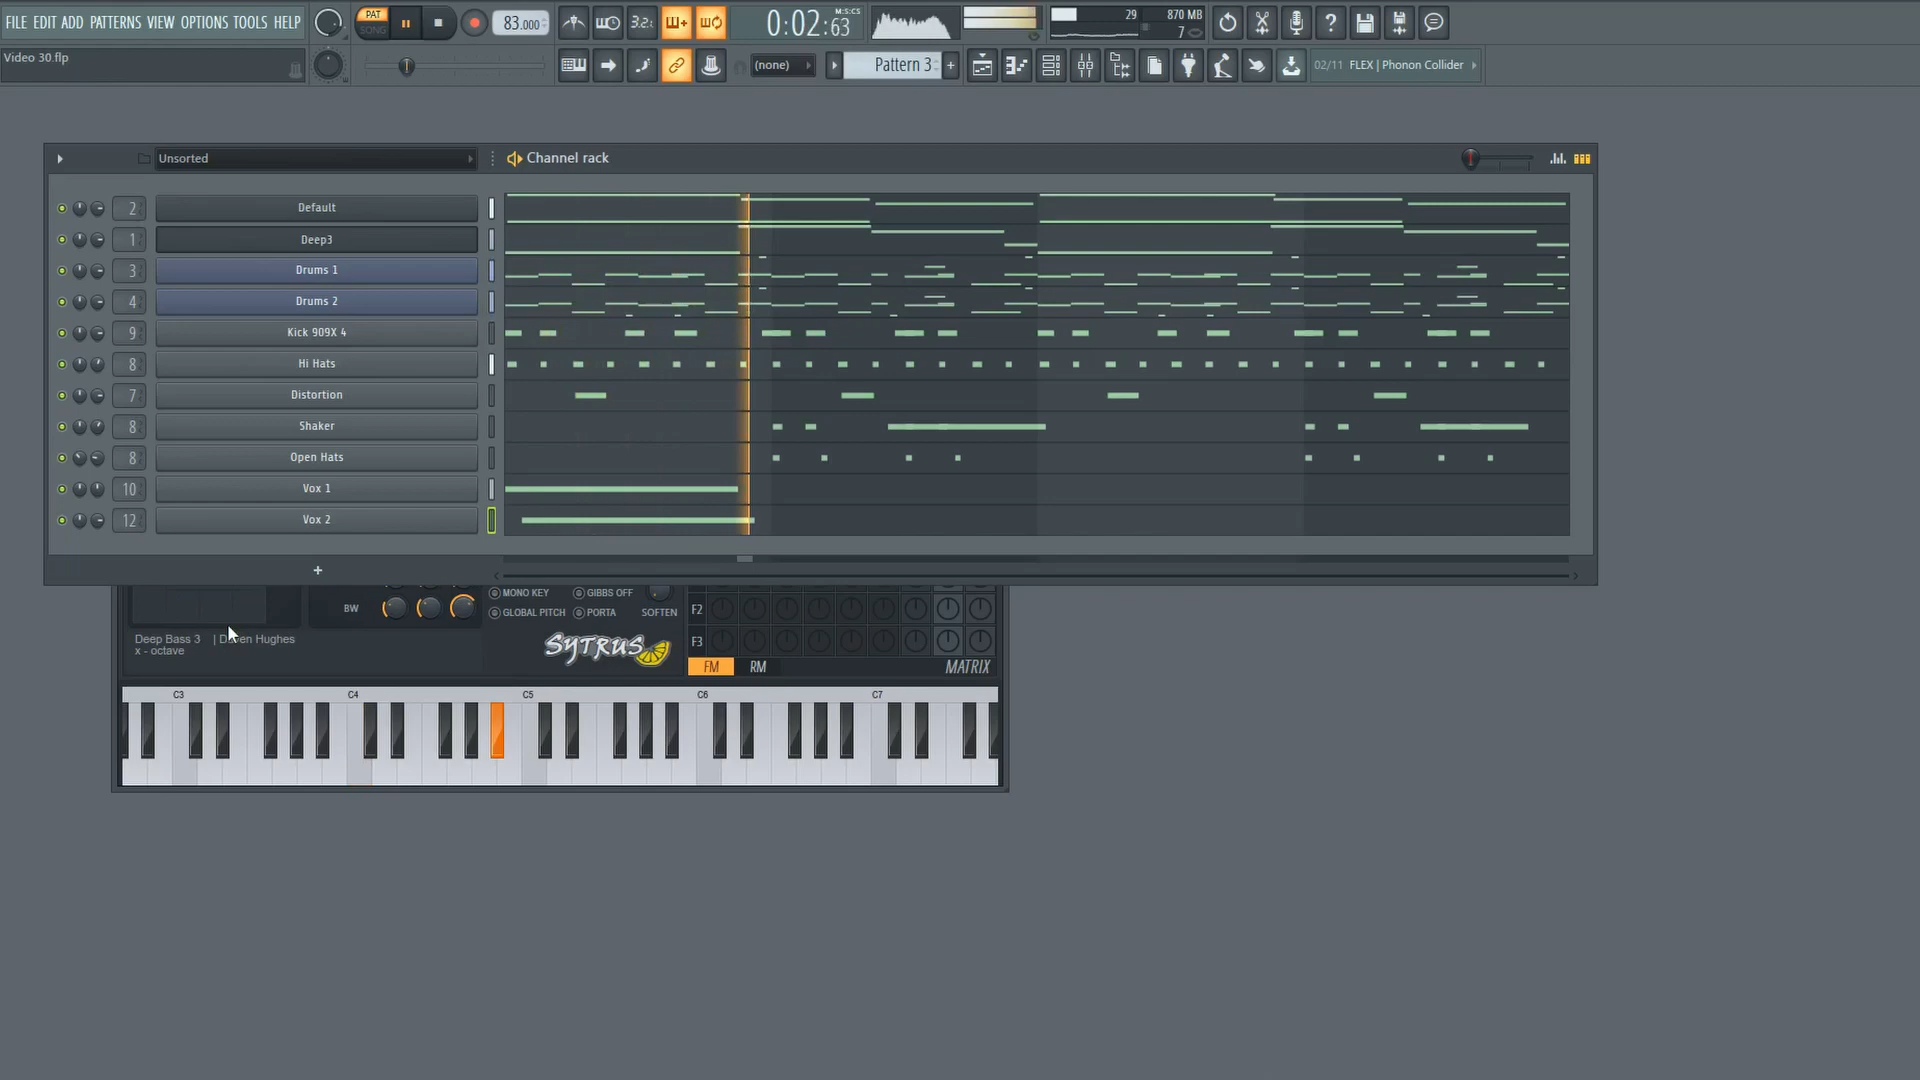 FILE EDIT ADD PATTERNS VIEW OPTIONS TOOLS HELP
PAT
SONG
83.000
3.2.
0:02:63
M:S:CS
29
870 MB
7
Video 30.flp
(none)
Pattern 3
+
02/11 FLEX | Phonon Collider
Unsorted
Channel rack
2 Default
1 Deep3
3 Drums 1
4 Drums 2
9 Kick 909X 4
8 Hi Hats
7 Distortion
8 Shaker
8 Open Hats
10 Vox 1
12 Vox 2
+
BW
MONO KEY GIBBS OFF
GLOBAL PITCH PORTA SOFTEN
F2
F3
Deep Bass 3 | Hughes
x - octave
SYTRUS
FM RM MATRIX
C3 C4 C5 C6 C7